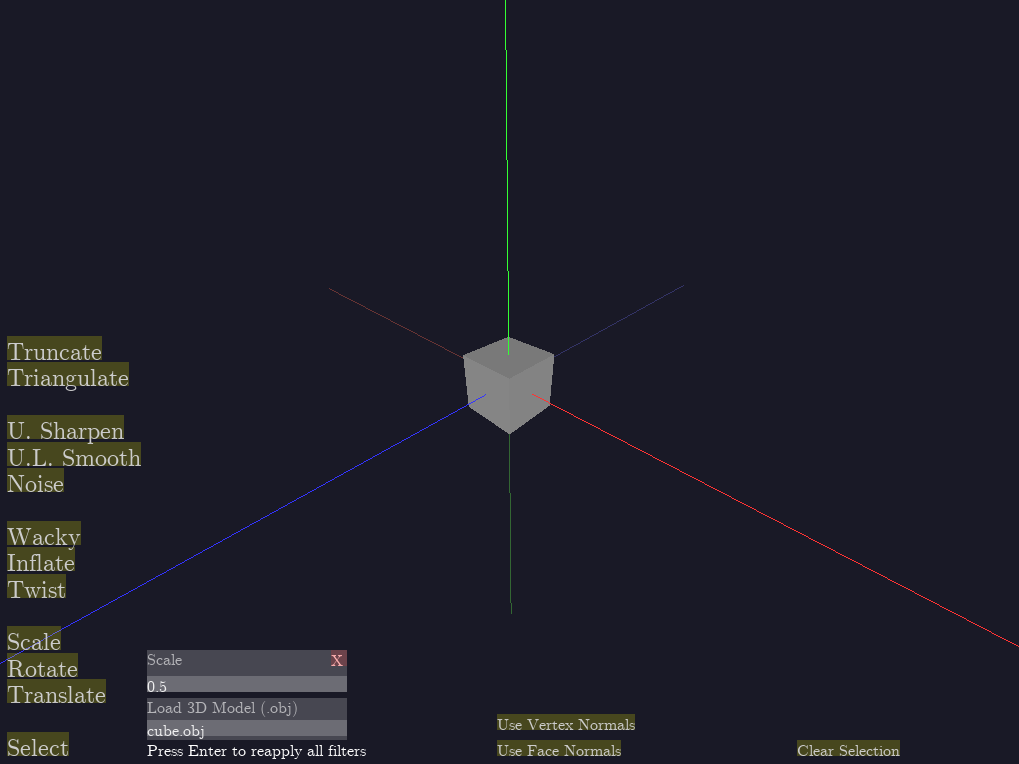 Truncate
Triangulate
U. Sharpen
U.L. Smooth
Noise
Wacky
Inflate
Twist
Scale
Rotate
Translate
Select
Scale X
0.5
Load 3D Model (.obj)
cube.obj
Press Enter to reapply all filters
Use Vertex Normals
Use Face Normals
Clear Selection